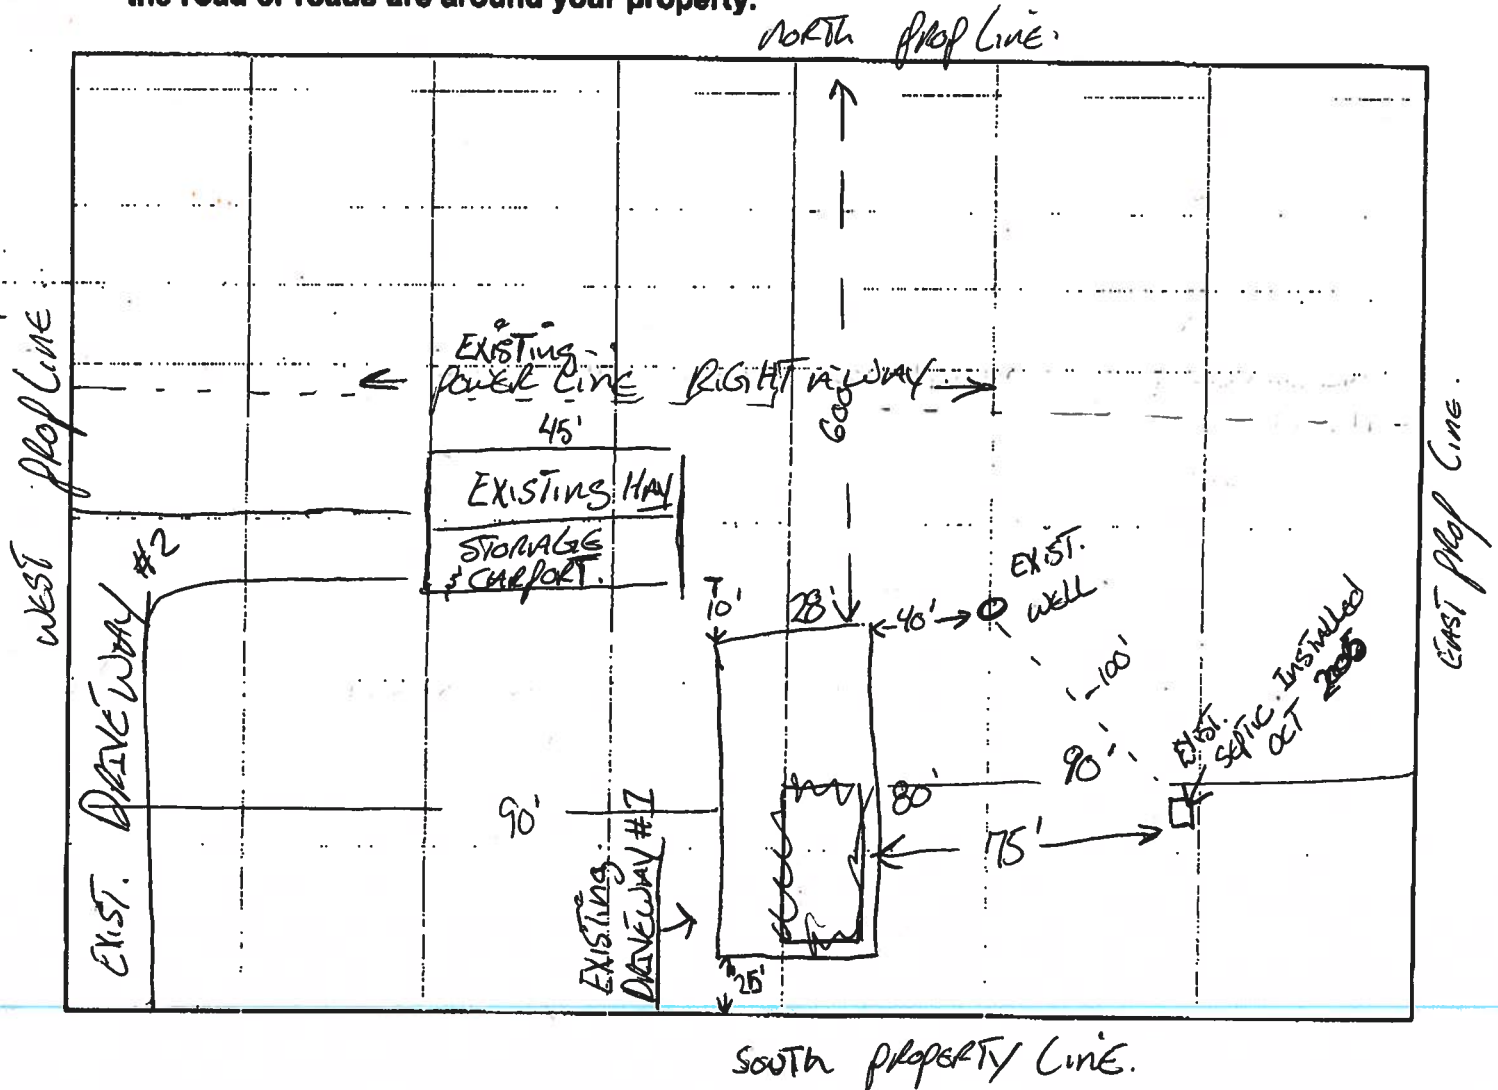 the road or roads are around your property.
NORTH PROP LINE.
WEST PROP LINE
EXISTING
POWER LINE RIGHT A WAY
600'
45'
EXISTING HAY
STORAGE
& CARPORT.
EXIST. DRIVEWAY #2
10'
28'
40'
EXIST.
WELL
100'
EXIST.
SEPTIC. INSTALLED
OCT
90'
80'
90'
75'
EXISTING
DRIVEWAY #1
25'
EAST PROP LINE.
SOUTH PROPERTY LINE.